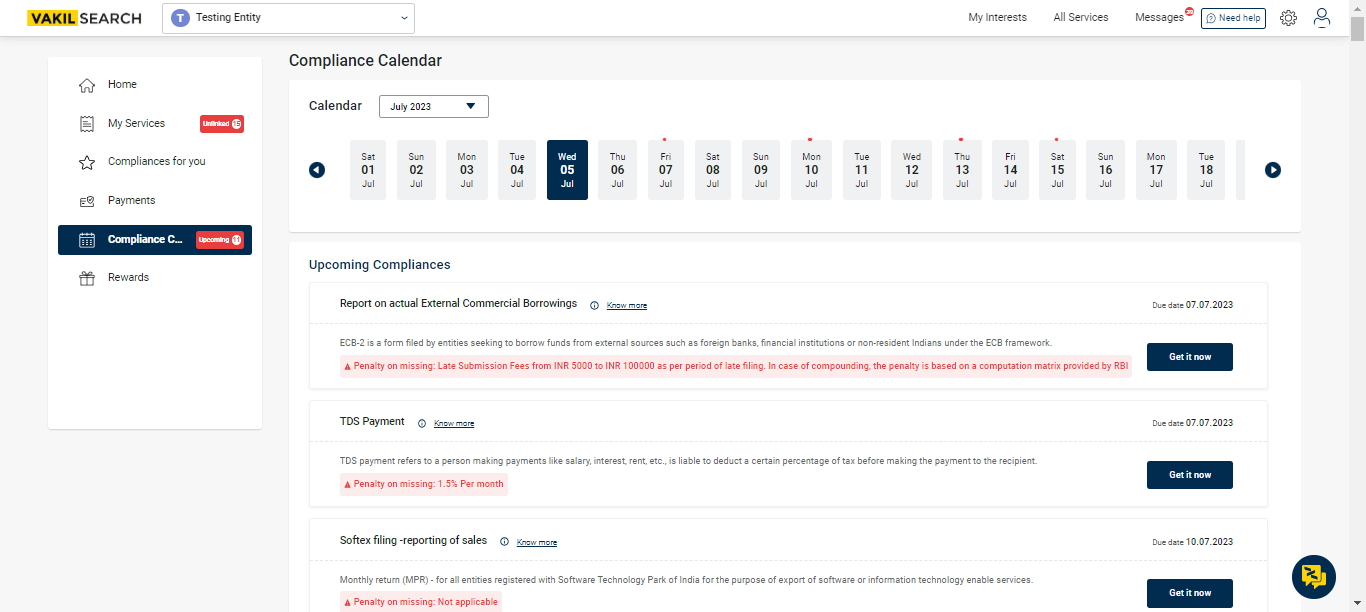 VAKILSEARCH
T Testing Entity
My Interests
All Services
Messages
Need help
Home
My Services
Unlinked 15
Compliances for you
Payments
Compliance C...
Upcoming 11
Rewards
Compliance Calendar
Calendar
July 2023
Sat
01
Jul
Sun
02
Jul
Mon
03
Jul
Tue
04
Jul
Wed
05
Jul
Thu
06
Jul
Fri
07
Jul
Sat
08
Jul
Sun
09
Jul
Mon
10
Jul
Tue
11
Jul
Wed
12
Jul
Thu
13
Jul
Fri
14
Jul
Sat
15
Jul
Sun
16
Jul
Mon
17
Jul
Tue
18
Jul
Upcoming Compliances
Report on actual External Commercial Borrowings Know more
Due date 07.07.2023
ECB-2 is a form filed by entities seeking to borrow funds from external sources such as foreign banks, financial institutions or non-resident Indians under the ECB framework.
Penalty on missing: Late Submission Fees from INR 5000 to INR 100000 as per period of late filing. In case of compounding, the penalty is based on a computation matrix provided by RBI
Get it now
TDS Payment Know more
Due date 07.07.2023
TDS payment refers to a person making payments like salary, interest, rent, etc., is liable to deduct a certain percentage of tax before making the payment to the recipient.
Penalty on missing: 1.5% Per month
Get it now
Softex filing -reporting of sales Know more
Due date 10.07.2023
Monthly return (MPR) - for all entities registered with Software Technology Park of India for the purpose of export of software or information technology enable services.
Penalty on missing: Not applicable
Get it now